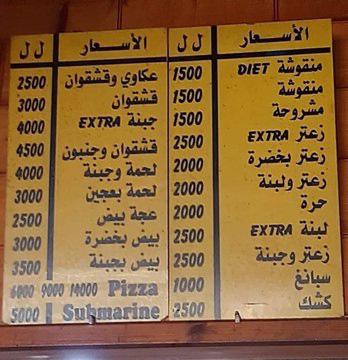 الأسعار ل ل
منقوشة DIET 1500
منقوشة 1500
مشروحة 1500
زعتر EXTRA 2500
زعتر بخضرة 2000
زعتر ولبنة 2000
حرة 2000
لبنة EXTRA 2500
زعتر وجبنة 2500
سبانغ 1000
كشك 2500
الأسعار ل ل
عكاوي وقشقوان 2500
قشقوان 3000
جبنة EXTRA 4000
قشقوان وجنبون 4500
لحمة وجبنة 4000
لحمة بعجين 3000
عجة بيض 2500
بيض بخضرة 3000
بيض بجبنة 3500
6000 9000 14000 Pizza
5000 Submarine